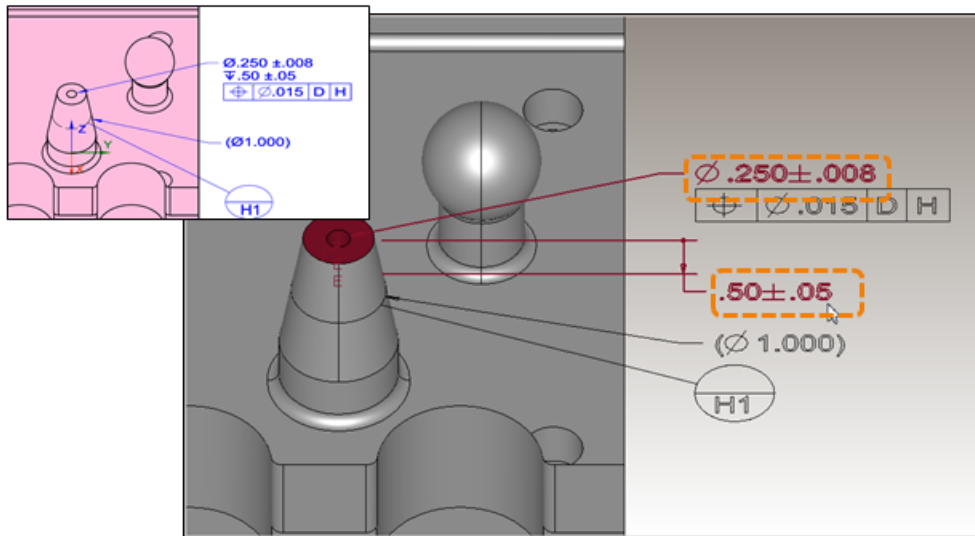 Ø.250 ±.008
↧.50 ±.05
⌖ Ø.015 D H
Z
Y
X
(Ø1.000)
H1
Ø .250±.008
⌖ Ø .015 D H
E
.50±.05
(Ø 1.000)
H1